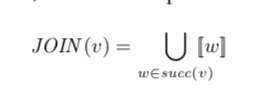 JOIN(v) = ⋃ ⟦w⟧
w∈succ(v)